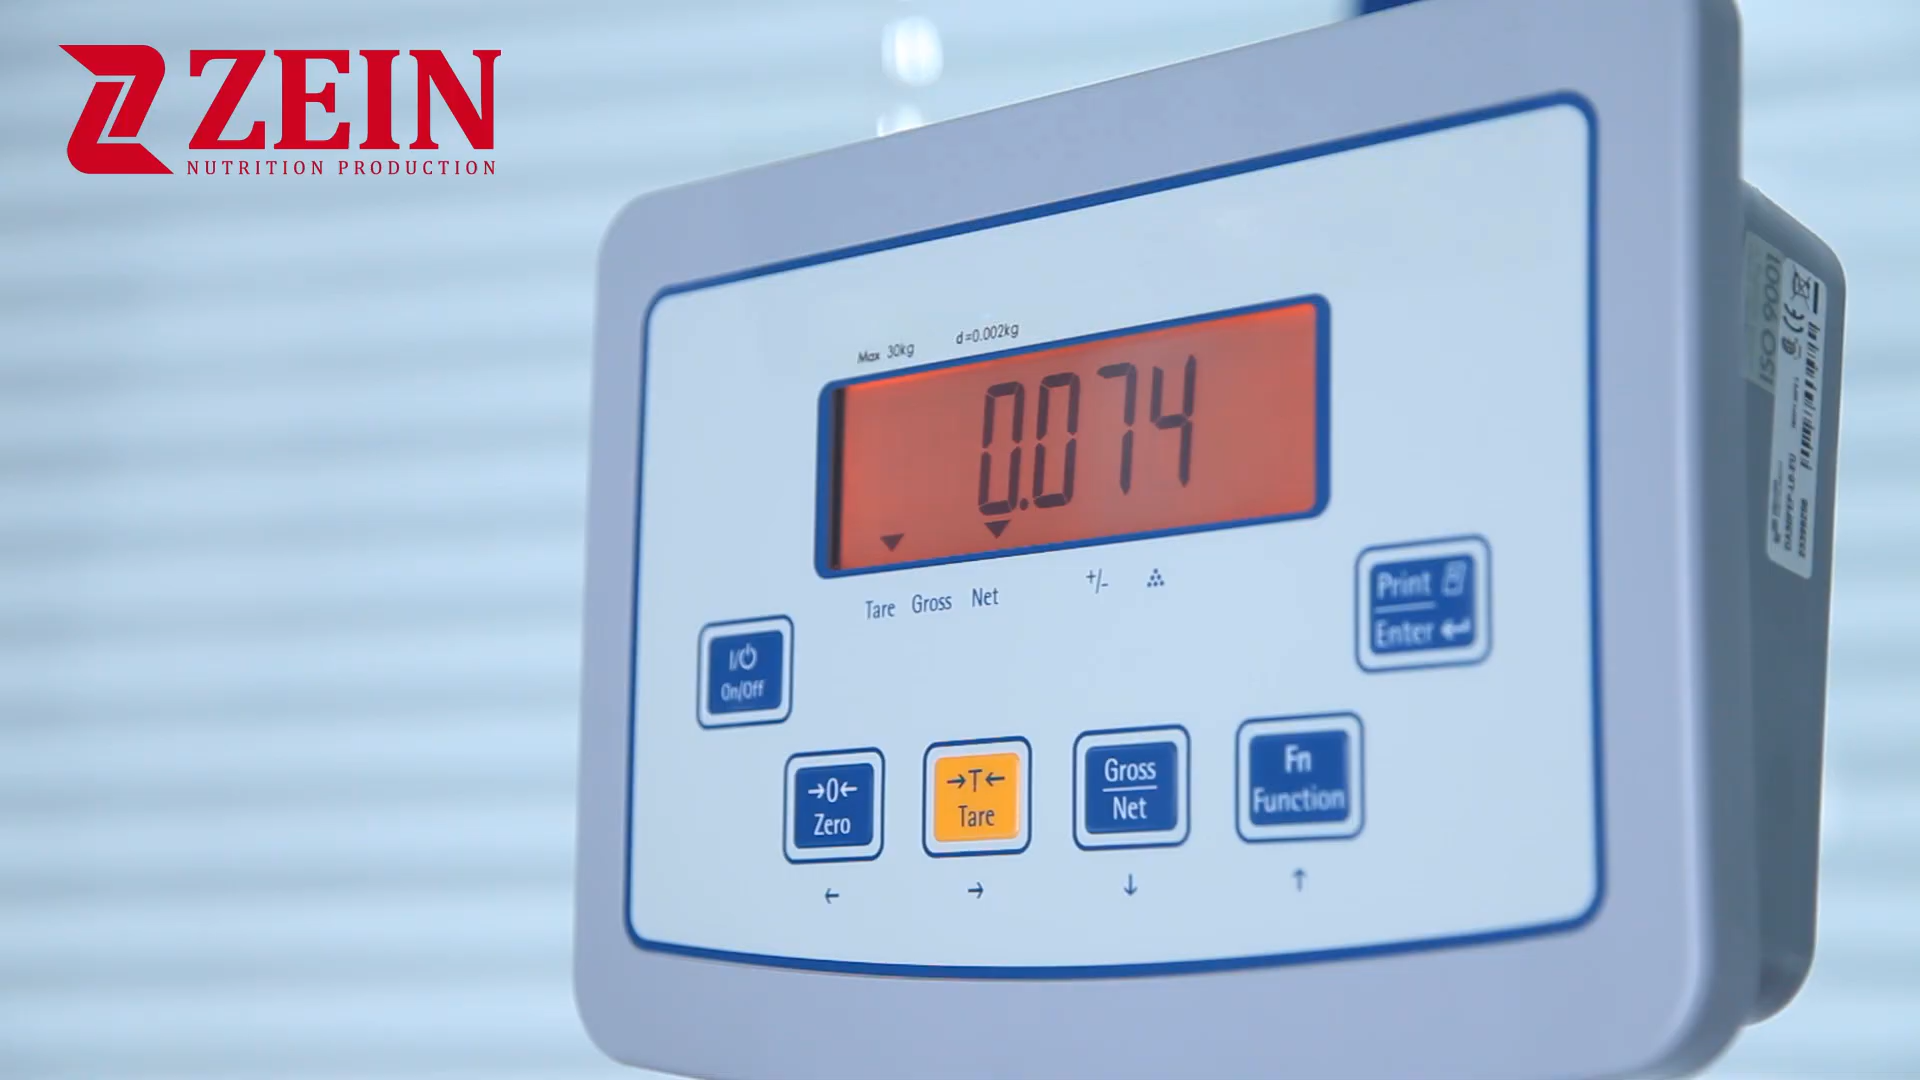 ZEIN
NUTRITION PRODUCTION
Max 30kg d=0.002kg
0.074
Tare Gross Net +/-
I/⏻
On/Off
Print
Enter
→0←
Zero
→T←
Tare
Gross
Net
Fn
Function
← → ↓ ↑
ISO 9001